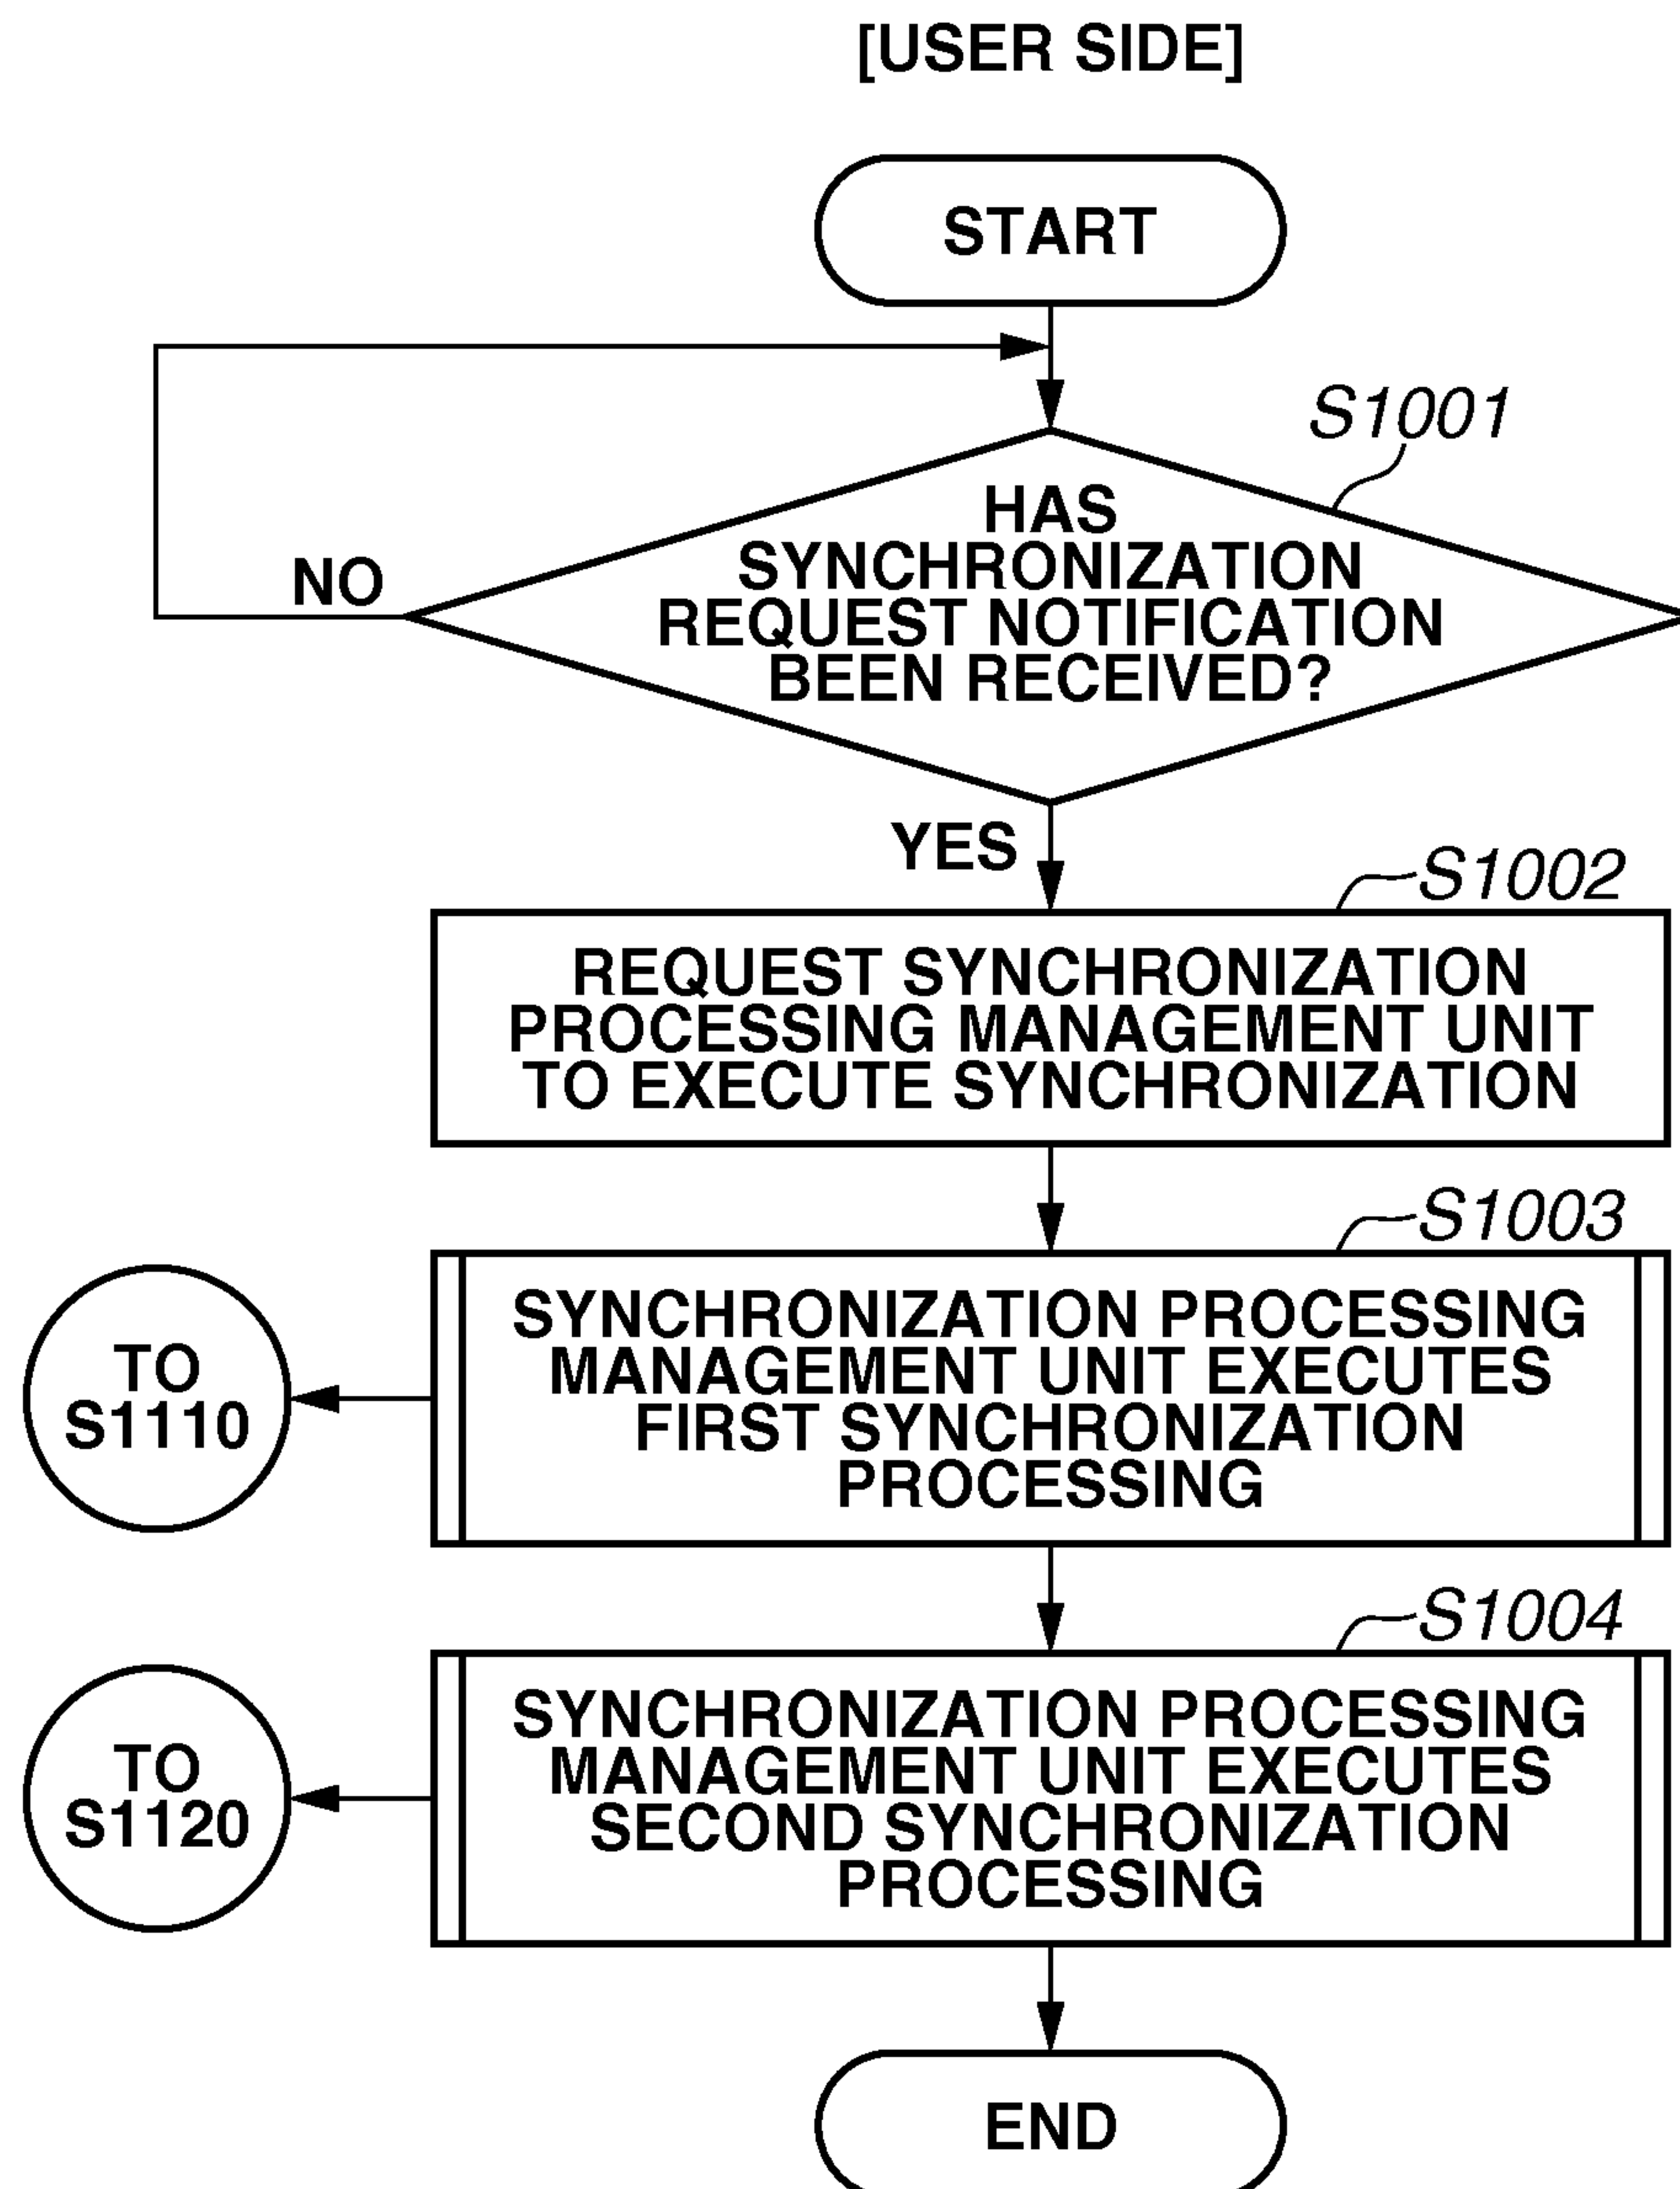 [USER SIDE]
START
S1001
HAS
SYNCHRONIZATION
REQUEST NOTIFICATION
BEEN RECEIVED?
NO
YES
S1002
REQUEST SYNCHRONIZATION
PROCESSING MANAGEMENT UNIT
TO EXECUTE SYNCHRONIZATION
S1003
SYNCHRONIZATION PROCESSING
MANAGEMENT UNIT EXECUTES
FIRST SYNCHRONIZATION
PROCESSING
TO
S1110
S1004
SYNCHRONIZATION PROCESSING
MANAGEMENT UNIT EXECUTES
SECOND SYNCHRONIZATION
PROCESSING
TO
S1120
END